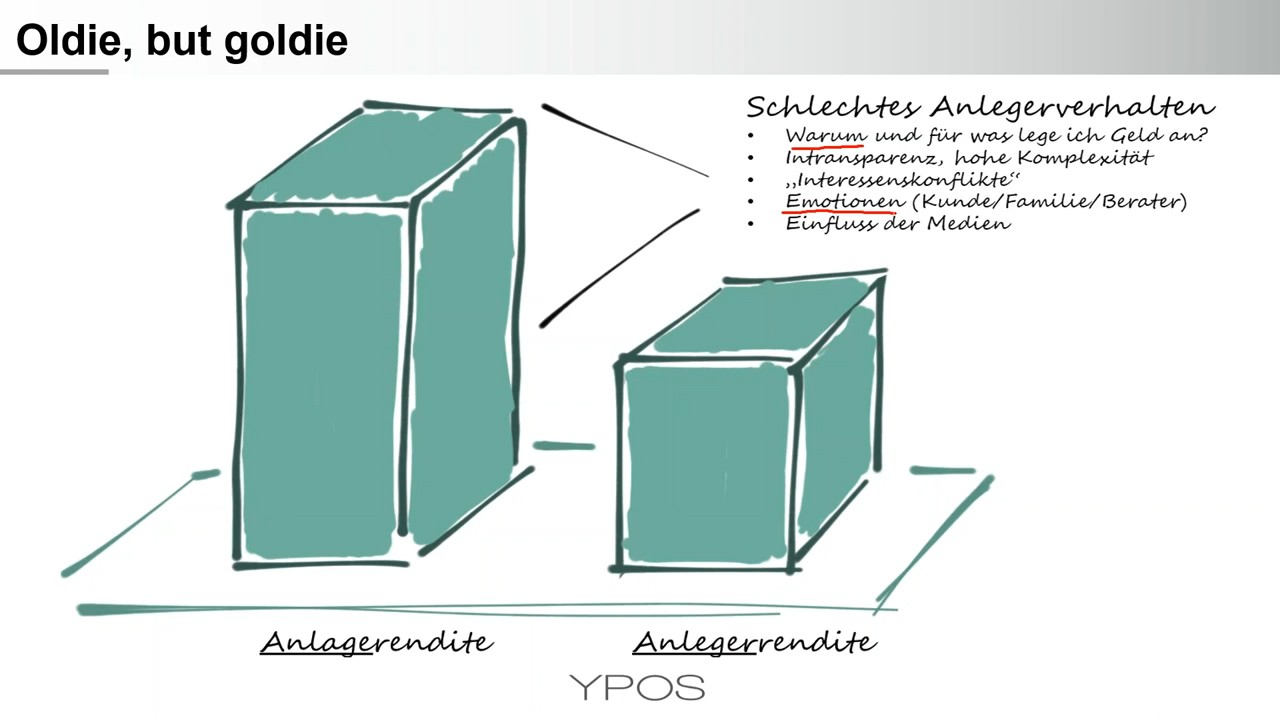 Oldie, but goldie
Schlechtes Anlegerverhalten
• Warum und für was lege ich Geld an?
• Intransparenz, hohe Komplexität
• „Interessenskonflikte“
• Emotionen (Kunde/Familie/Berater)
• Einfluss der Medien
Anlagerendite
Anlegerrendite
YPOS